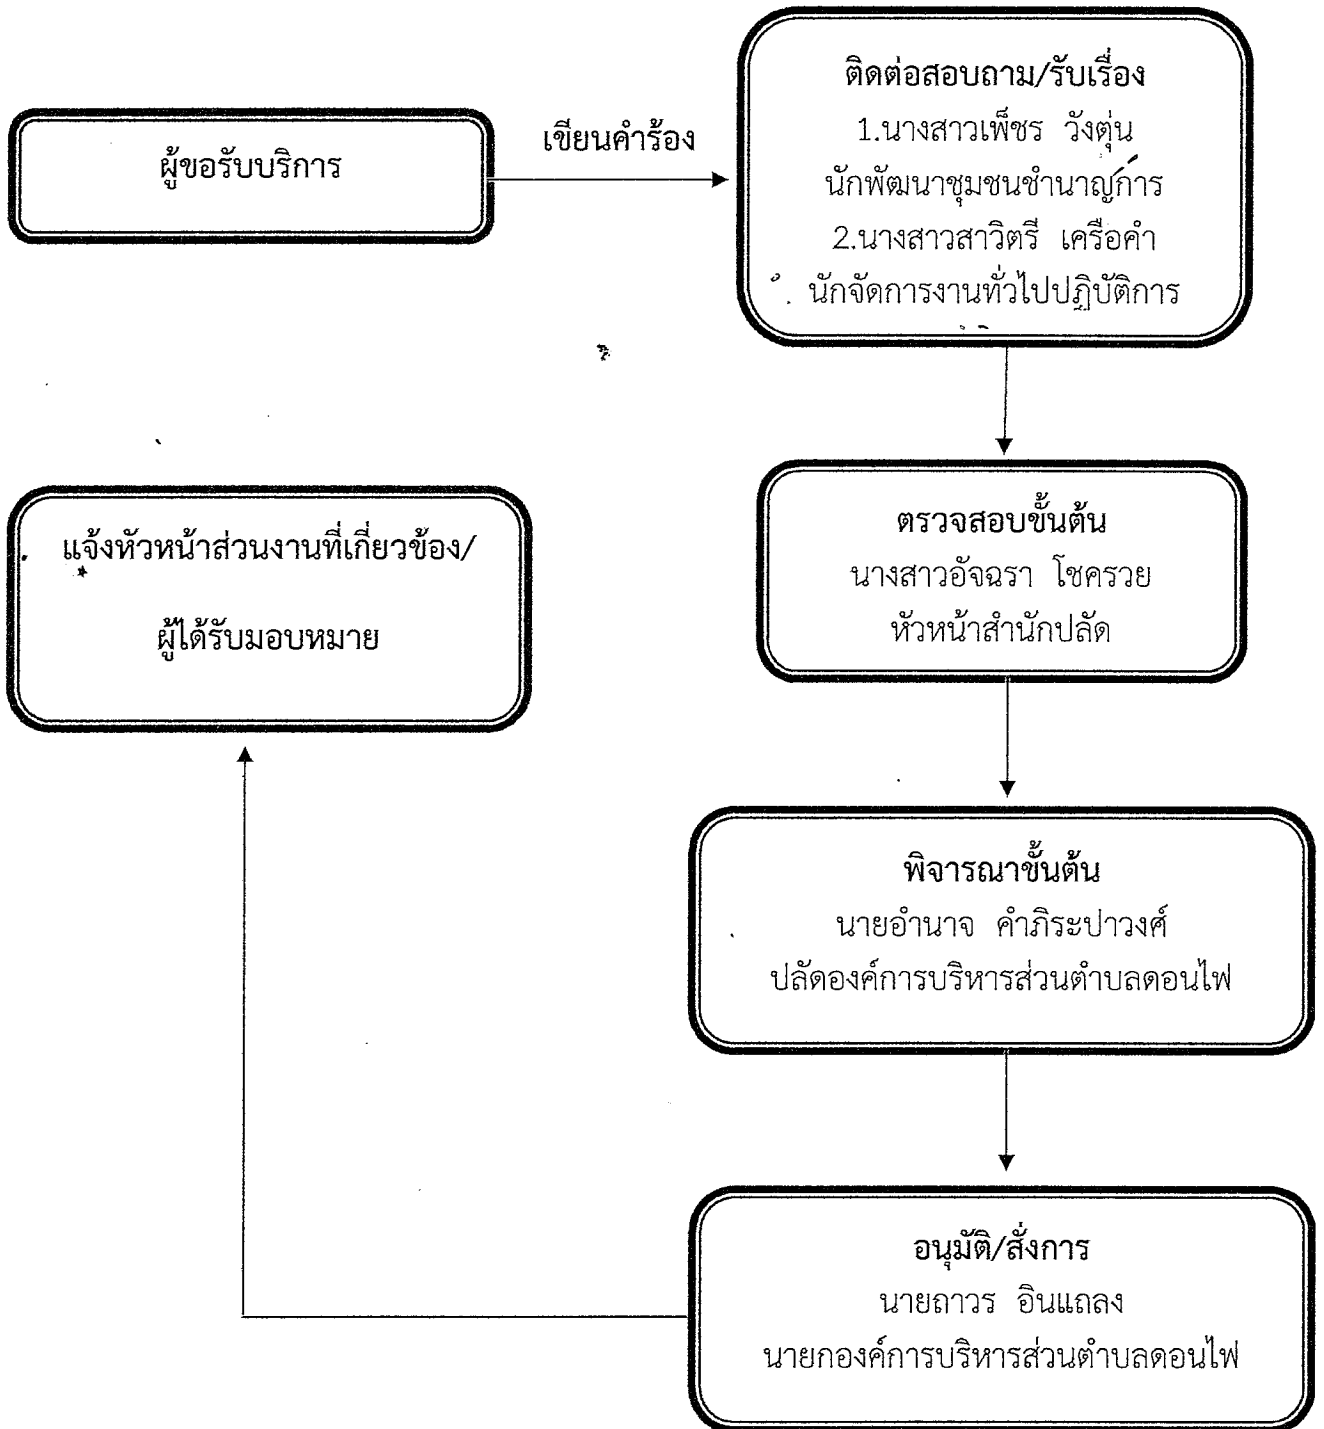 ผู้ขอรับบริการ
เขียนคำร้อง
ติดต่อสอบถาม/รับเรื่อง
1.นางสาวเพ็ชร วังตุ่น
นักพัฒนาชุมชนชำนาญการ
2.นางสาวสาวิตรี เครือคำ
นักจัดการงานทั่วไปปฏิบัติการ
ตรวจสอบขั้นต้น
นางสาวอัจฉรา โชครวย
หัวหน้าสำนักปลัด
พิจารณาขั้นต้น
นายอำนาจ คำภิระปาวงศ์
ปลัดองค์การบริหารส่วนตำบลดอนไฟ
อนุมัติ/สั่งการ
นายถาวร อินแถลง
นายกองค์การบริหารส่วนตำบลดอนไฟ
แจ้งหัวหน้าส่วนงานที่เกี่ยวข้อง/
ผู้ได้รับมอบหมาย